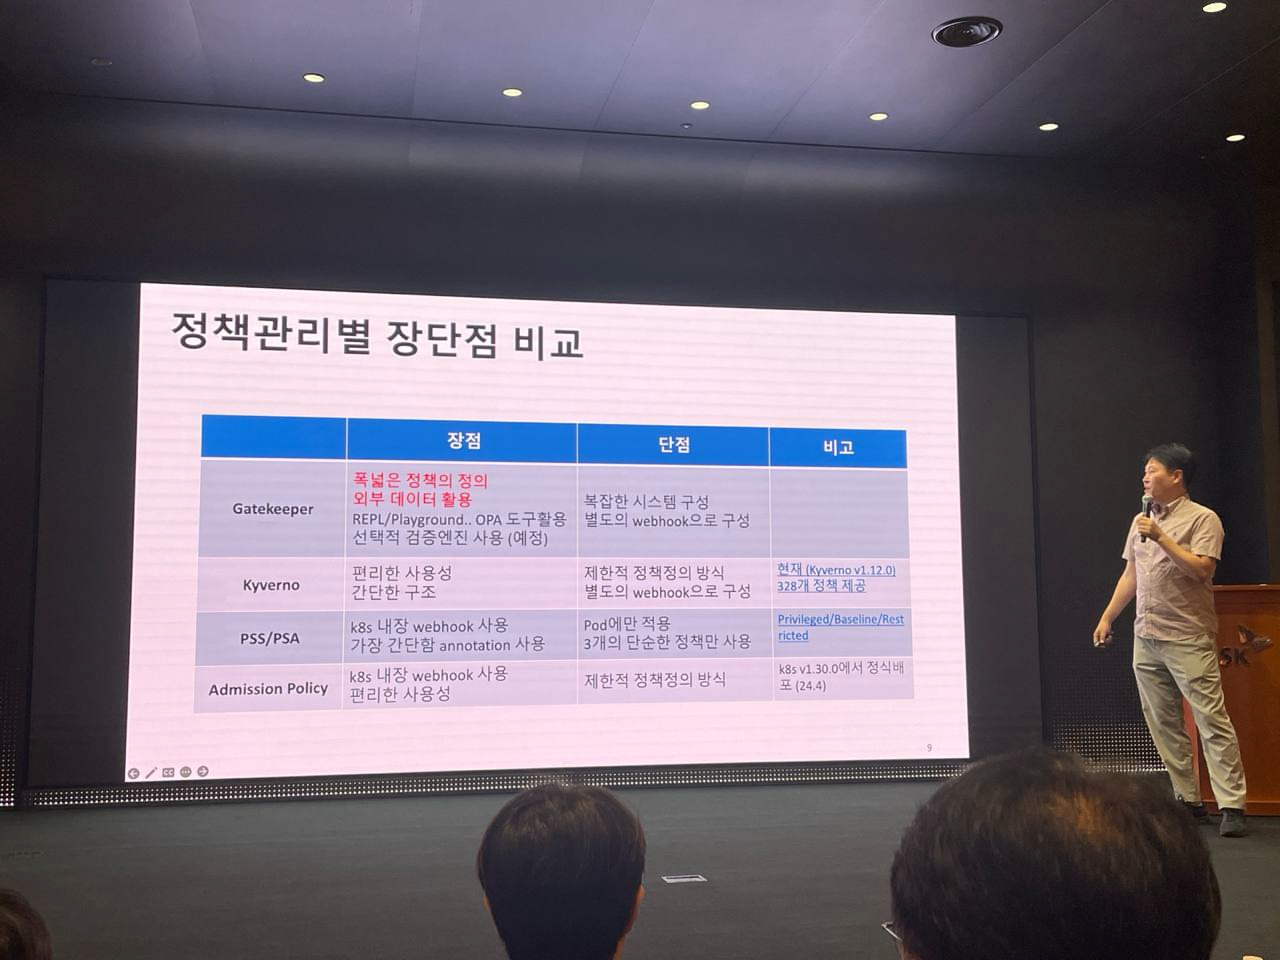 정책관리별 장단점 비교
장점 단점 비고
Gatekeeper
폭넓은 정책의 정의
외부 데이터 활용
REPL/Playground.. OPA 도구활용
선택적 검증엔진 사용 (예정)
복잡한 시스템 구성
별도의 webhook으로 구성
Kyverno
편리한 사용성
간단한 구조
제한적 정책정의 방식
별도의 webhook으로 구성
현재 (Kyverno v1.12.0)
328개 정책 제공
PSS/PSA
k8s 내장 webhook 사용
가장 간단함 annotation 사용
Pod에만 적용
3개의 단순한 정책만 사용
Privileged/Baseline/Rest
ricted
Admission Policy
k8s 내장 webhook 사용
편리한 사용성
제한적 정책정의 방식
k8s v1.30.0에서 정식배
포 (24.4)
9
SK